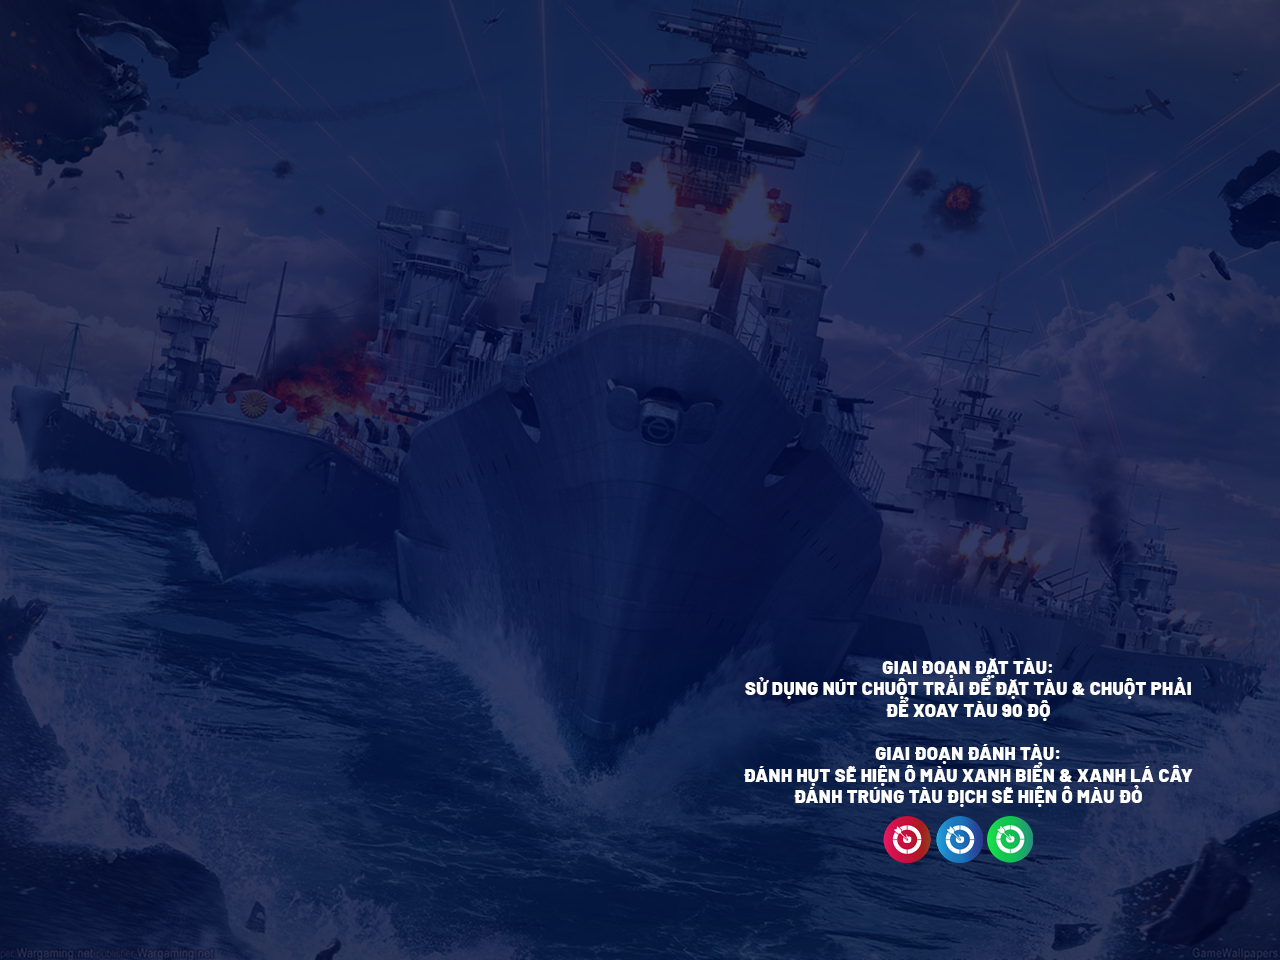 GIAI ĐOẠN ĐẶT TÀU:
SỬ DỤNG NÚT CHUỘT TRÁI ĐỂ ĐẶT TÀU & CHUỘT PHẢI
ĐỂ XOAY TÀU 90 ĐỘ
GIAI ĐOẠN ĐÁNH TÀU:
ĐÁNH HỤT SẼ HIỆN Ô MÀU XANH BIỂN & XANH LÁ CÂY
ĐÁNH TRÚNG TÀU ĐỊCH SẼ HIỆN Ô MÀU ĐỎ
per Wargaming.net publisher Wargaming.net
GameWallpapers